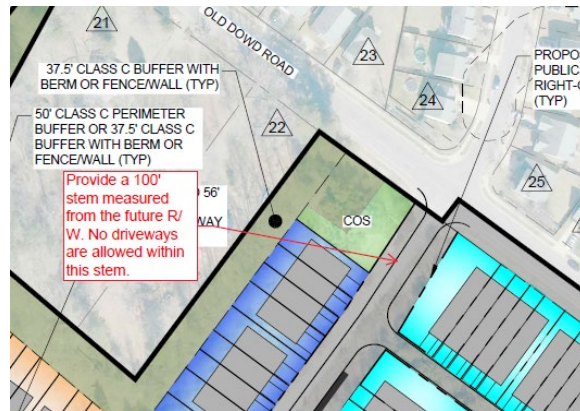 21
OLD DOWD ROAD
23
37.5' CLASS C BUFFER WITH
BERM OR FENCE/WALL (TYP)
24
PROPO
PUBLIC
RIGHT-O
(TYP)
50' CLASS C PERIMETER
BUFFER OR 37.5' CLASS C
BUFFER WITH BERM OR
FENCE/WALL (TYP)
22
25
Provide a 100'
stem measured
from the future R/
W. No driveways
are allowed within
this stem.
56'
WAY
COS